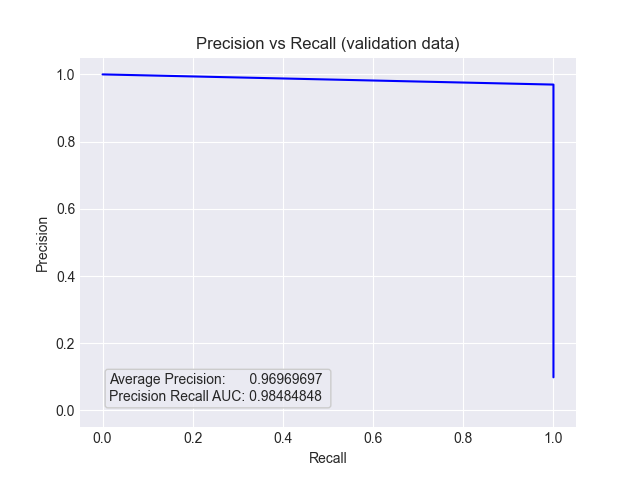 Precision vs Recall (validation data)
1.0
0.8
0.6
0.4
0.2
0.0
Precision
Average Precision: 0.96969697
Precision Recall AUC: 0.98484848
0.0 0.2 0.4 0.6 0.8 1.0
Recall